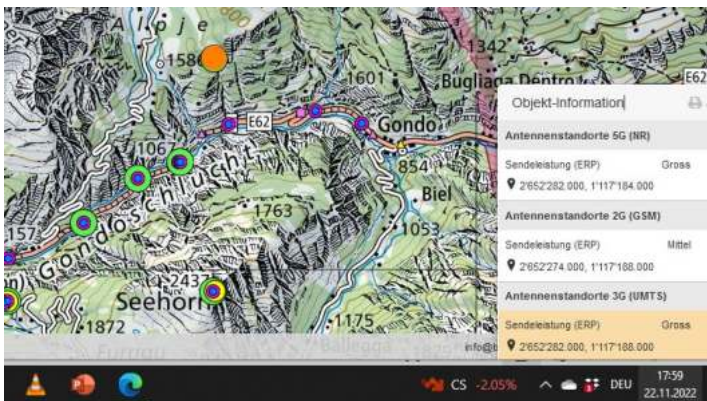 Alpje
1342
158
1601
Bugliaga Dentro
E62
E62
Gondo
106
854
Biel
Gondoschlucht
157
1763
1053
2437
Seehorn
1175
1872
Furggu
Ballegga
info@b
Objekt-Information
Antennenstandorte 5G (NR)
Sendeleistung (ERP) Gross
2'652'282.000, 1'117'184.000
Antennenstandorte 2G (GSM)
Sendeleistung (ERP) Mittel
2'652'274.000, 1'117'188.000
Antennenstandorte 3G (UMTS)
Sendeleistung (ERP) Gross
2'652'282.000, 1'117'188.000
CS -2.05%
DEU
17:59
22.11.2022